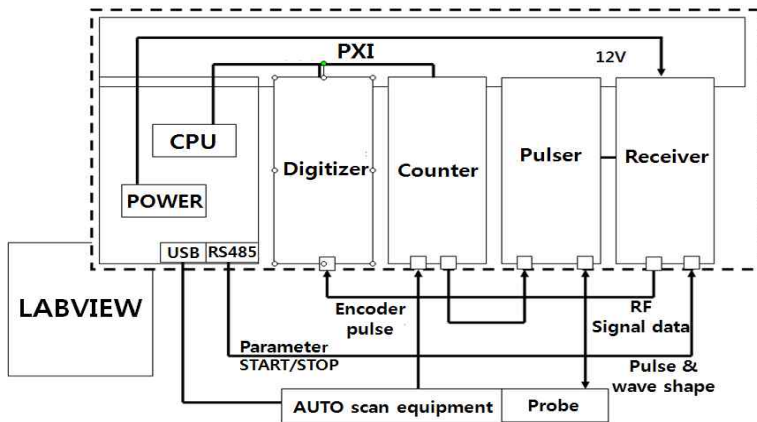 PXI
12V
CPU
Digitizer
Counter
Pulser
Receiver
POWER
USB
RS485
LABVIEW
Encoder
pulse
RF
Signal data
Parameter
START/STOP
Pulse &
wave shape
AUTO scan equipment
Probe